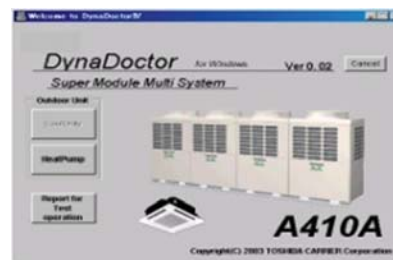 Welcome to DynaDoctorⅣ
DynaDoctor for Windows Ver 0.02 Cancel
Super Module Multi System
Outdoor Unit
HeatPump
Report for
Test
operation
A410A
Copyright(C) 2003 TOSHIBA CARRIER Corporation